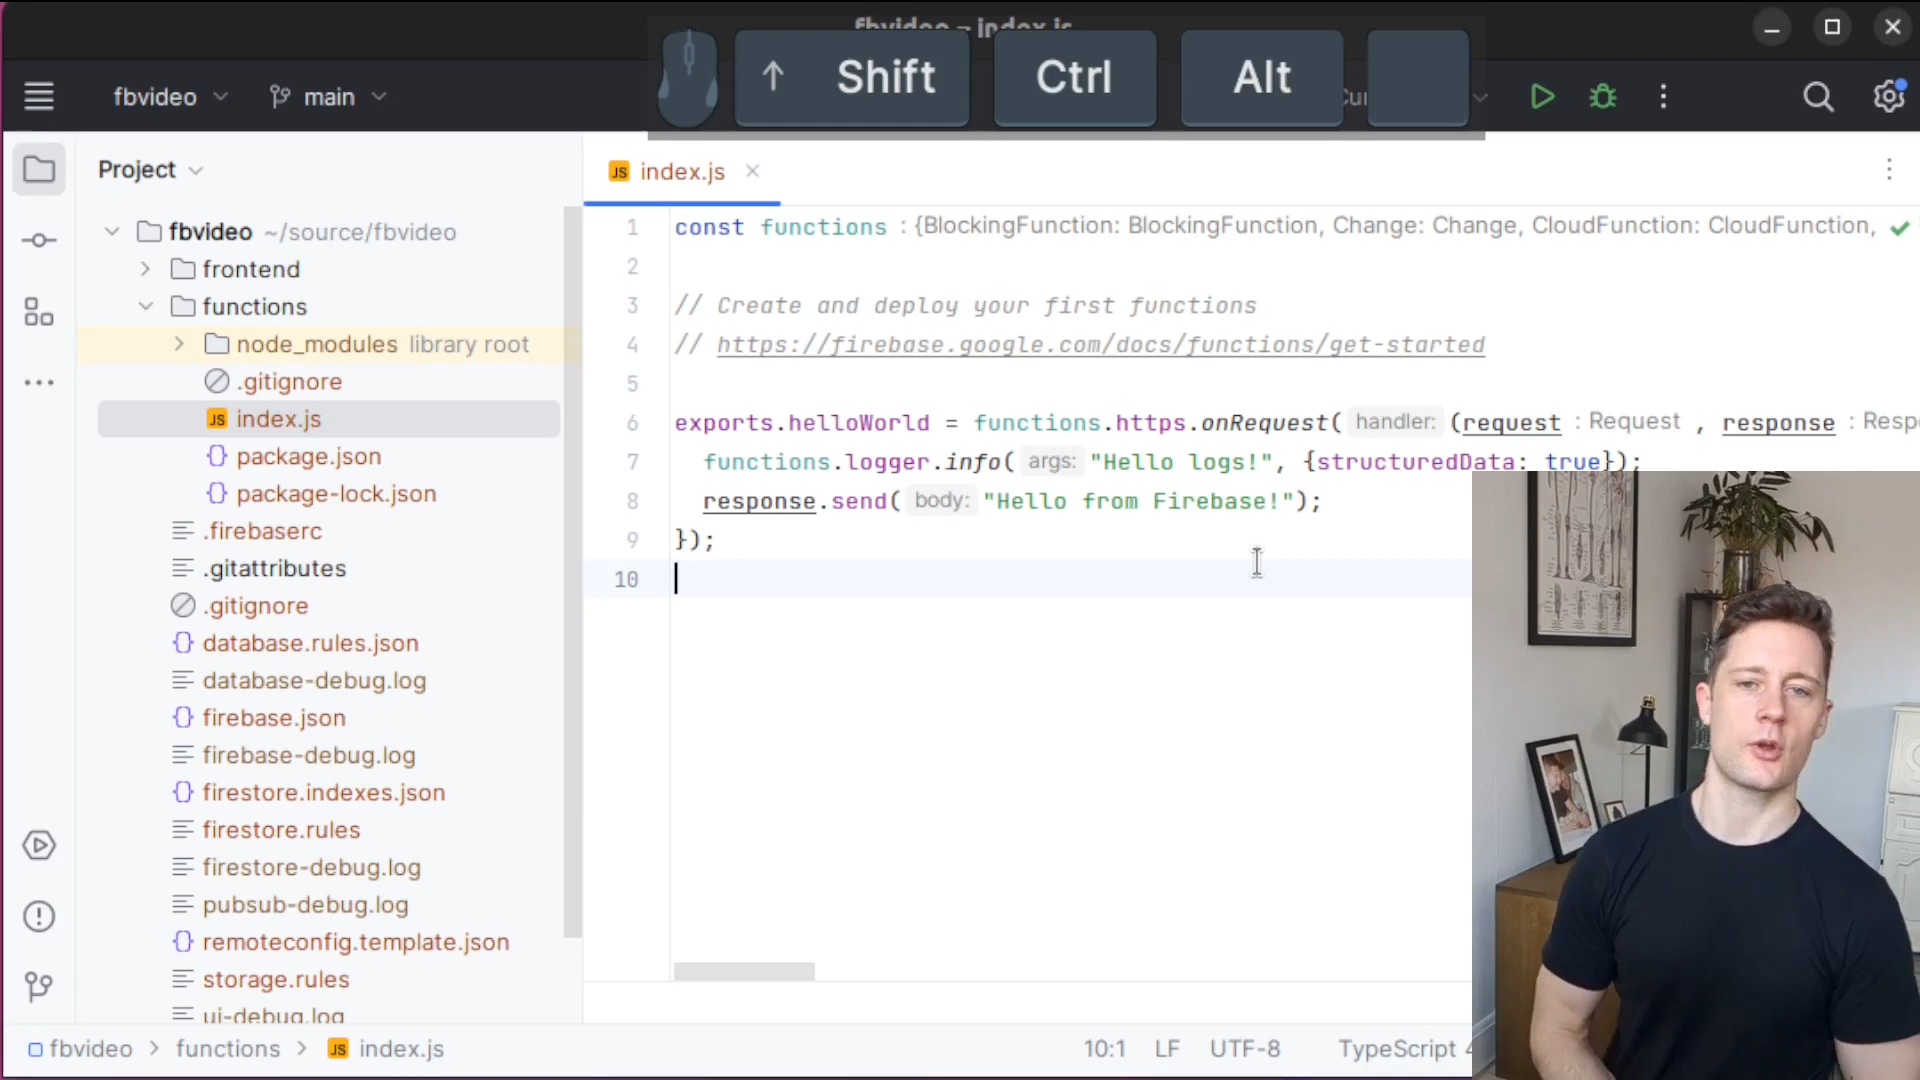 fbvideo – index.js
Shift
Ctrl
Alt
fbvideo
main
Cur
Project
index.js
fbvideo ~/source/fbvideo
frontend
functions
node_modules library root
.gitignore
index.js
package.json
package-lock.json
.firebaserc
.gitattributes
.gitignore
database.rules.json
database-debug.log
firebase.json
firebase-debug.log
firestore.indexes.json
firestore.rules
firestore-debug.log
pubsub-debug.log
remoteconfig.template.json
storage.rules
ui-debug.log
1 const functions : {BlockingFunction: BlockingFunction, Change: Change, CloudFunction: CloudFunction,
2
3 // Create and deploy your first functions
4 // https://firebase.google.com/docs/functions/get-started
5
6 exports.helloWorld = functions.https.onRequest( handler: (request : Request , response : Resp
7 functions.logger.info( args: "Hello logs!", {structuredData: true});
8 response.send( body: "Hello from Firebase!");
9 });
10
fbvideo > functions > index.js
10:1 LF UTF-8 TypeScript 4